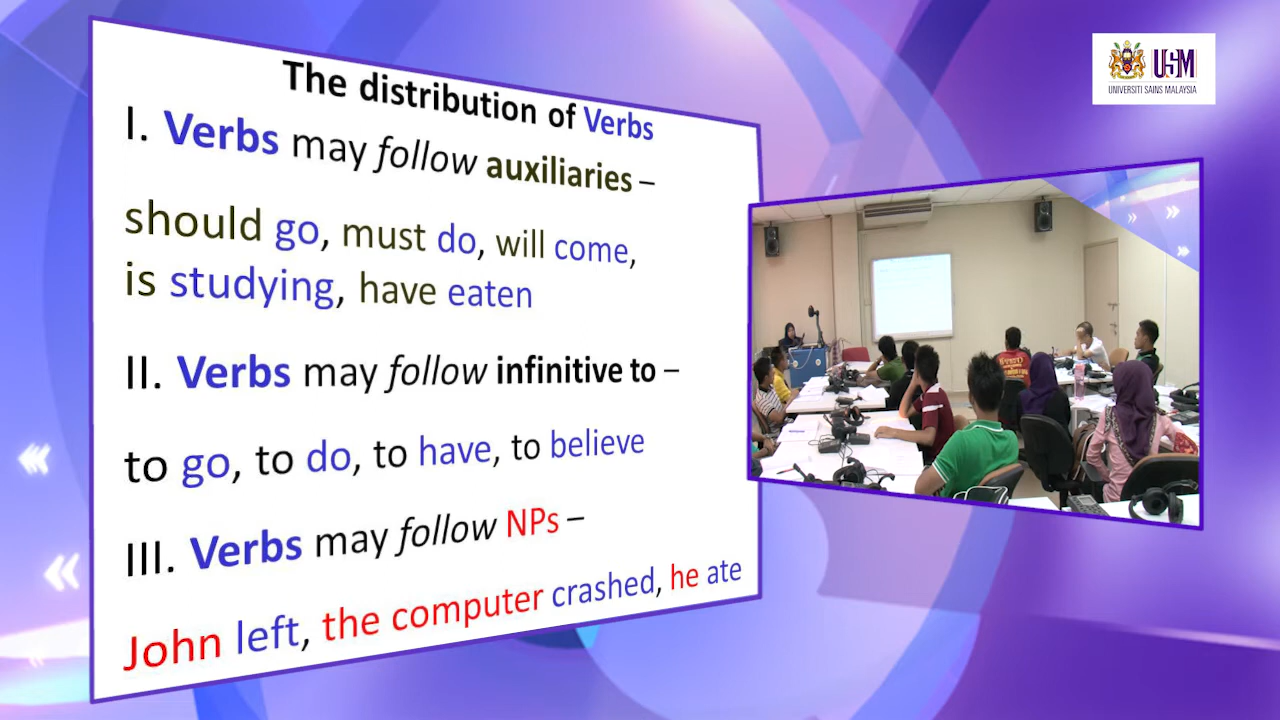 The distribution of Verbs
I. Verbs may follow auxiliaries –
should go, must do, will come,
is studying, have eaten
II. Verbs may follow infinitive to –
to go, to do, to have, to believe
III. Verbs may follow NPs –
John left, the computer crashed, he ate
USM
UNIVERSITI SAINS MALAYSIA